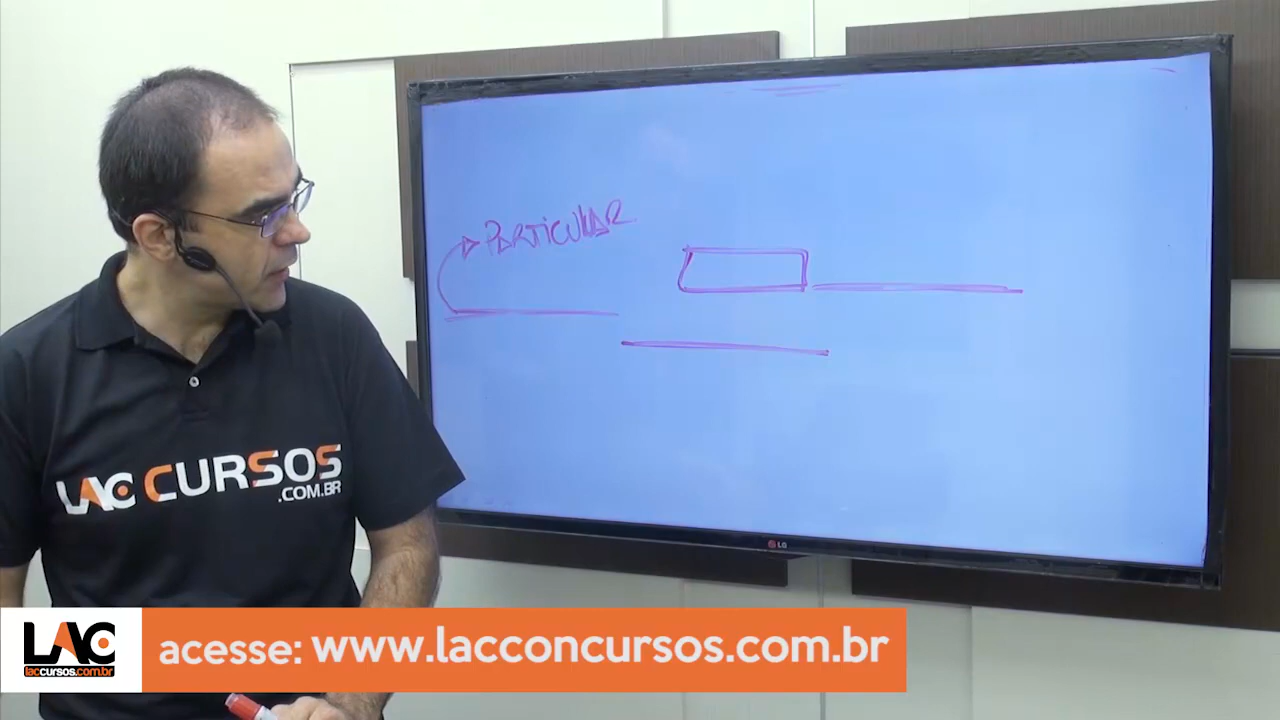 PARTICULAR
LAC CURSOS
.COM.BR
LG
LAC
laccursos.com.br
acesse: www.lacconcursos.com.br